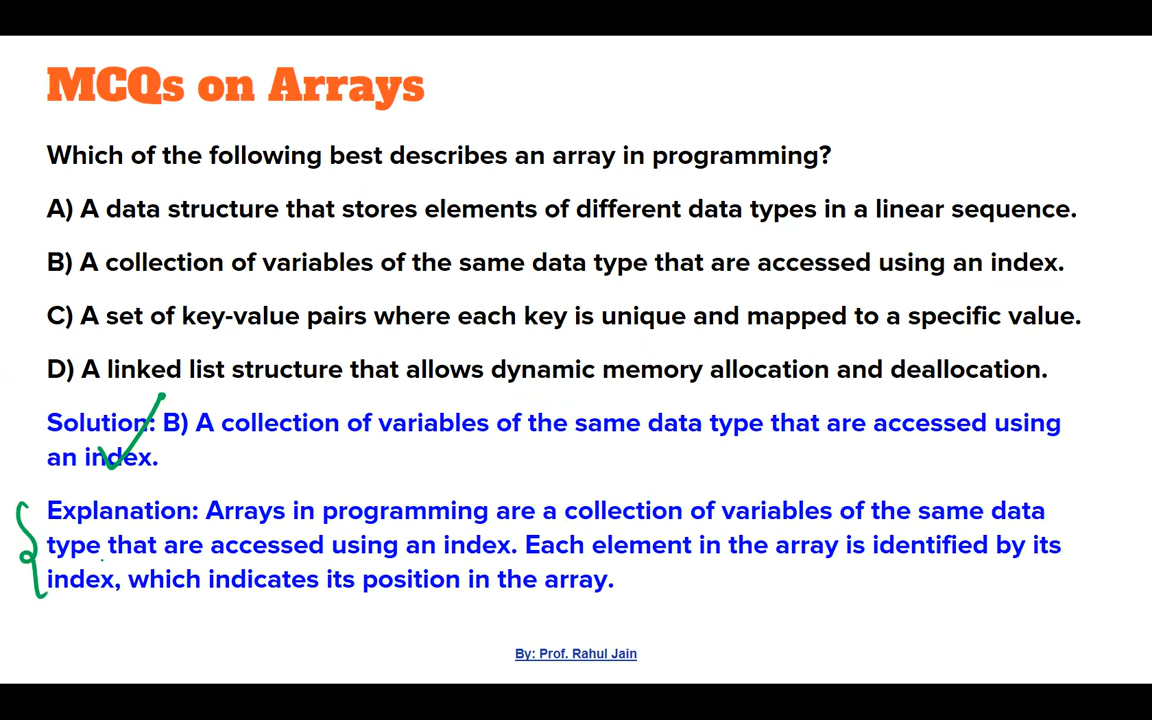 MCQs on Arrays
Which of the following best describes an array in programming?
A) A data structure that stores elements of different data types in a linear sequence.
B) A collection of variables of the same data type that are accessed using an index.
C) A set of key-value pairs where each key is unique and mapped to a specific value.
D) A linked list structure that allows dynamic memory allocation and deallocation.
Solution: B) A collection of variables of the same data type that are accessed using
an index.
Explanation: Arrays in programming are a collection of variables of the same data
type that are accessed using an index. Each element in the array is identified by its
index, which indicates its position in the array.
By: Prof. Rahul Jain